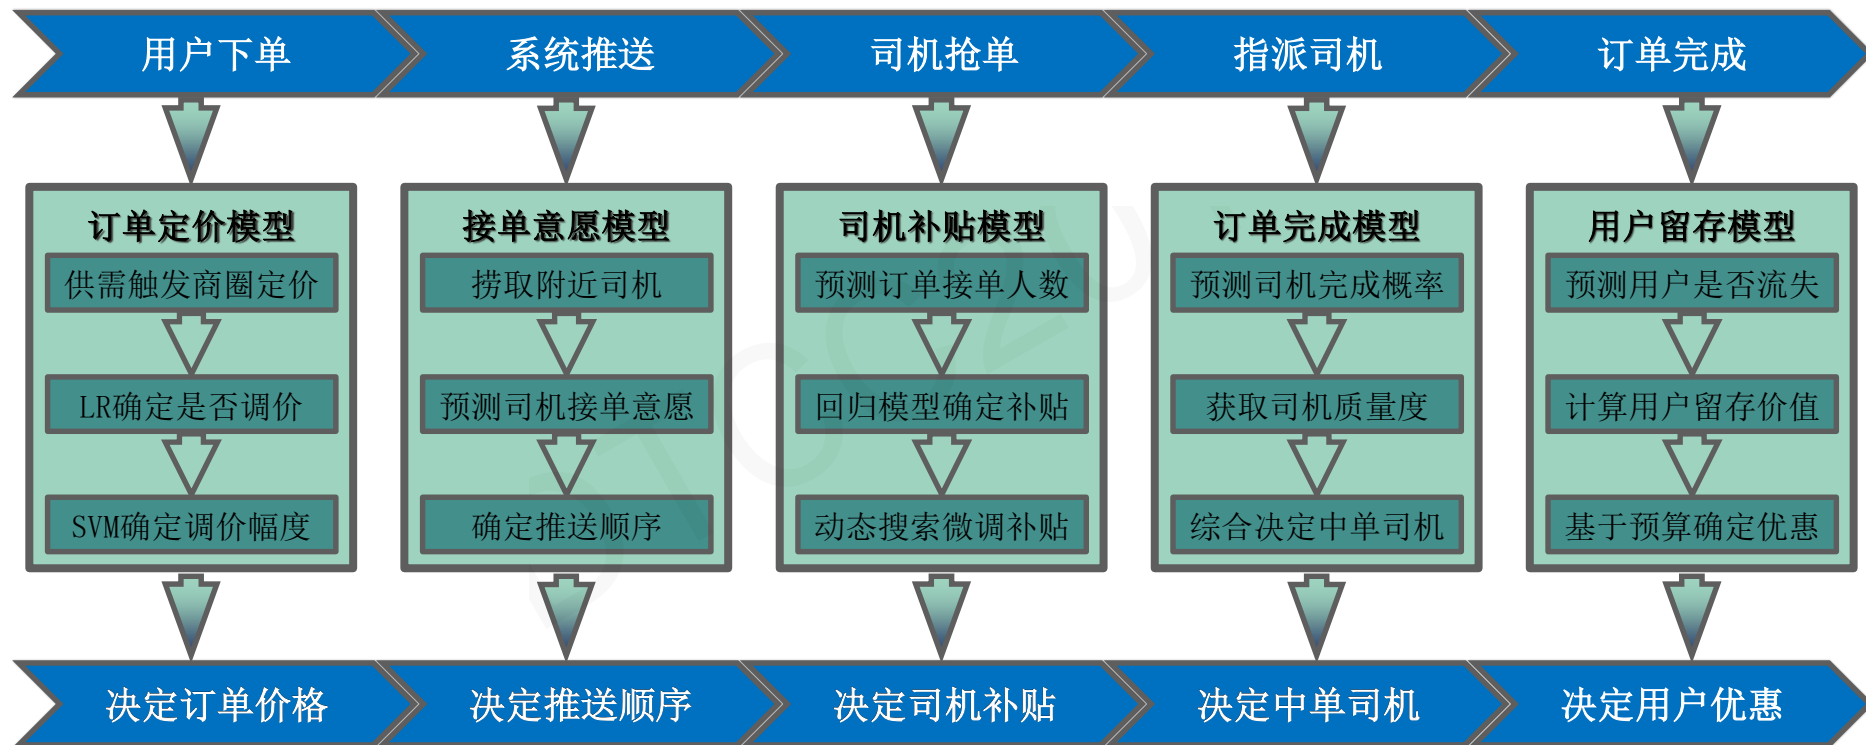 用户下单
系统推送
司机抢单
指派司机
订单完成
订单定价模型
供需触发商圈定价
LR确定是否调价
SVM确定调价幅度
接单意愿模型
捞取附近司机
预测司机接单意愿
确定推送顺序
司机补贴模型
预测订单接单人数
回归模型确定补贴
动态搜索微调补贴
订单完成模型
预测司机完成概率
获取司机质量度
综合决定中单司机
用户留存模型
预测用户是否流失
计算用户留存价值
基于预算确定优惠
决定订单价格
决定推送顺序
决定司机补贴
决定中单司机
决定用户优惠